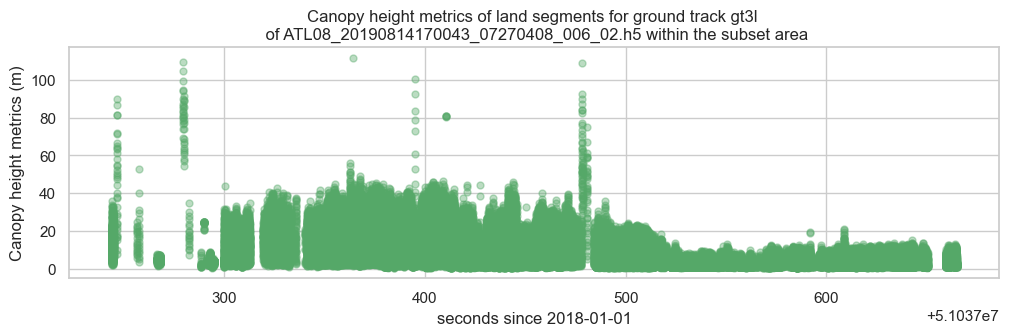 Canopy height metrics of land segments for ground track gt3l
of ATL08_20190814170043_07270408_006_02.h5 within the subset area
Canopy height metrics (m)
100
80
60
40
20
0
300
400
500
600
seconds since 2018-01-01
+5.1037e7